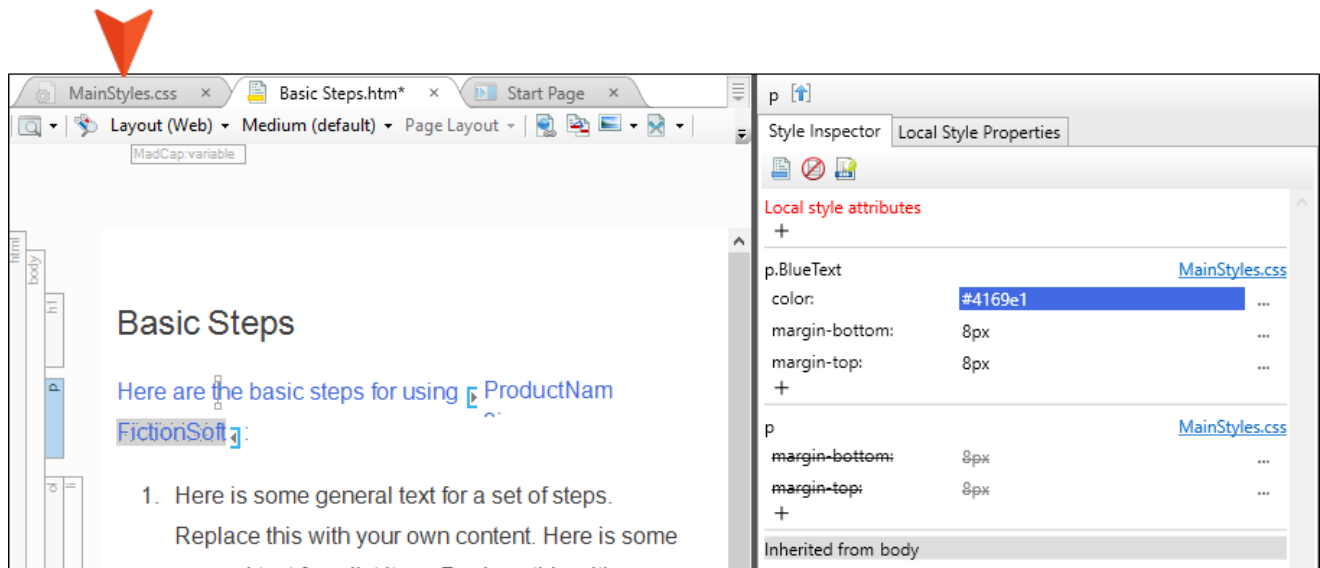 MainStyles.css × Basic Steps.htm* × Start Page ×
Layout (Web) Medium (default) Page Layout
MadCap:variable
html
body
h1
Basic Steps
p
Here are the basic steps for using ProductNam
FictionSoft :
ol
li
1. Here is some general text for a set of steps.
Replace this with your own content. Here is some
p
Style Inspector Local Style Properties
Local style attributes
+
p.BlueText MainStyles.css
color: #4169e1 ...
margin-bottom: 8px ...
margin-top: 8px ...
+
p MainStyles.css
margin-bottom: 8px ...
margin-top: 8px ...
+
Inherited from body